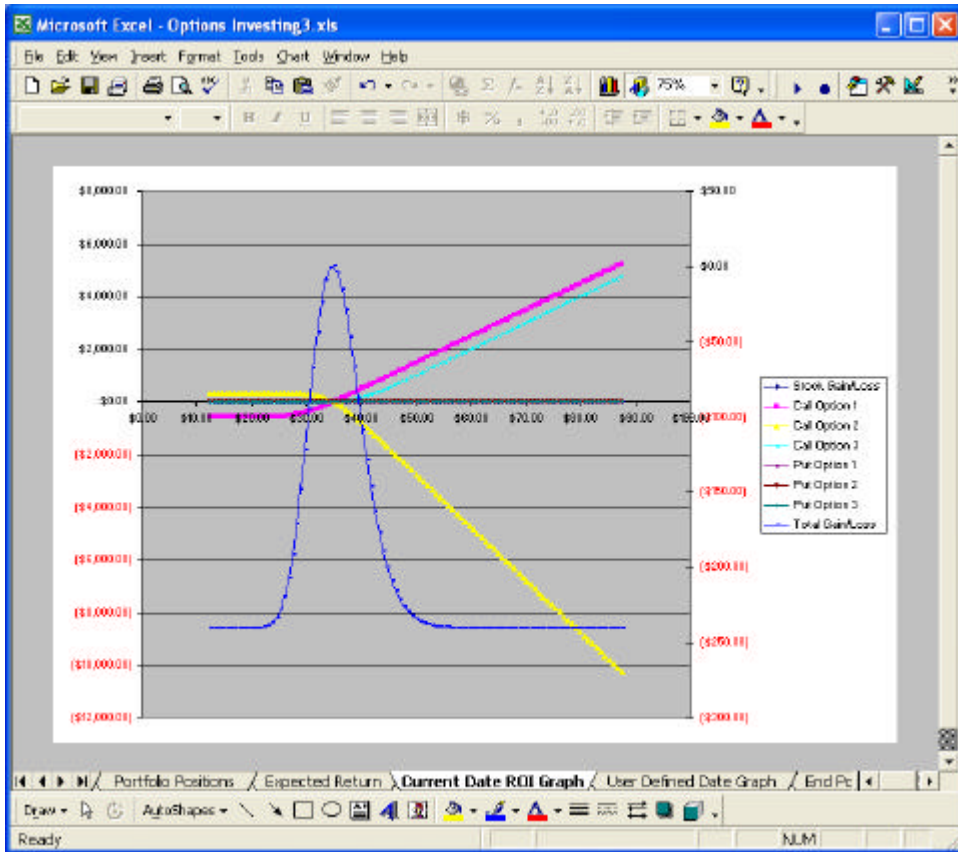 Microsoft Excel - Options Investing3.xls
File Edit View Insert Format Tools Chart Window Help
75%
B I U
$8,000.00
$6,000.00
$4,000.00
$2,000.00
$0.00
($2,000.00)
($4,000.00)
($6,000.00)
($8,000.00)
($10,000.00)
($12,000.00)
$0.00 $10.00 $20.00 $30.00 $40.00 $50.00 $60.00 $70.00 $80.00 $90.00 $100.00
$50.00
$0.00
($50.00)
($100.00)
($150.00)
($200.00)
($250.00)
($300.00)
Stock Gain/Loss
Call Option 1
Call Option 2
Call Option 3
Put Option 1
Put Option 2
Put Option 3
Total Gain/Loss
Portfolio Positions / Expected Return Current Date ROI Graph User Defined Date Graph / End Pc
Draw AutoShapes
Ready NUM